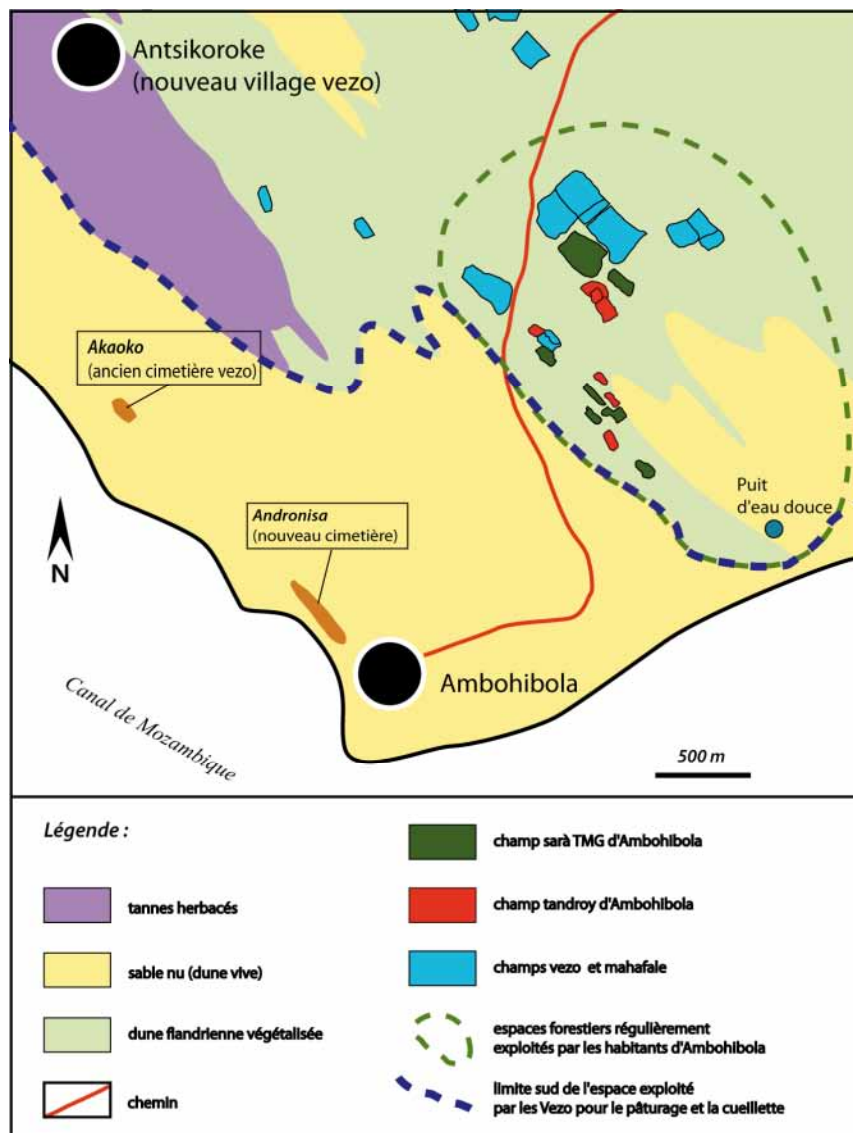 Antsikoroke
(nouveau village vezo)
Akaoko
(ancien cimetière vezo)
Puit
d'eau douce
Andronisa
(nouveau cimetière)
N
Ambohibola
Canal de Mozambique
500 m
Légende :
tannes herbacés
sable nu (dune vive)
dune flandrienne végétalisée
chemin
champ sarà TMG d'Ambohibola
champ tandroy d'Ambohibola
champs vezo et mahafale
espaces forestiers régulièrement
exploités par les habitants d'Ambohibola
limite sud de l'espace exploité
par les Vezo pour le pâturage et la cueillette